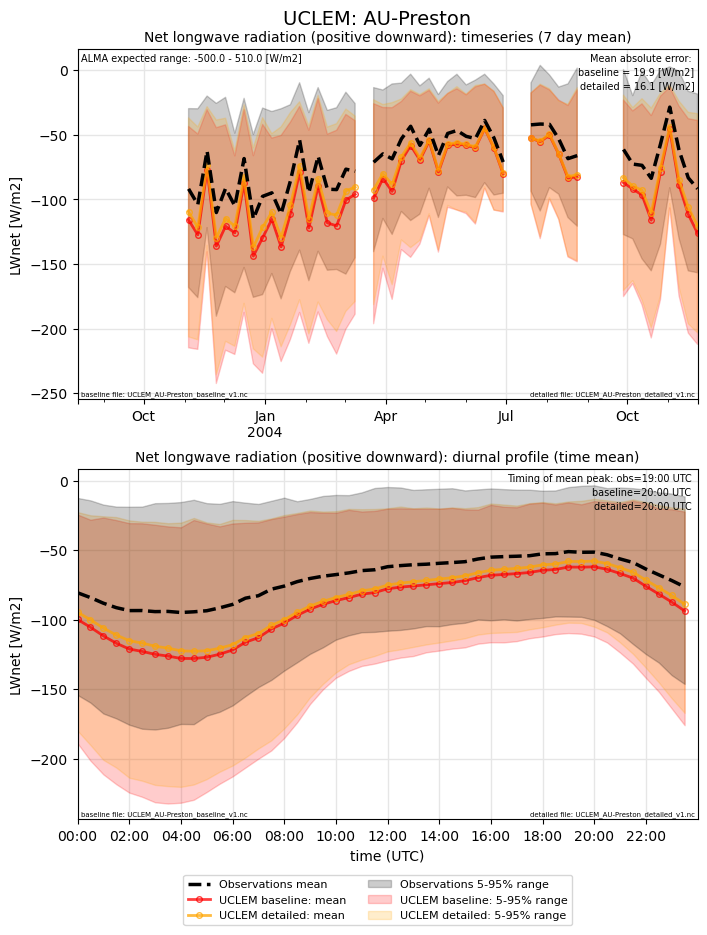 UCLEM: AU-Preston
Net longwave radiation (positive downward): timeseries (7 day mean)
ALMA expected range: -500.0 - 510.0 [W/m2]
Mean absolute error:
baseline = 19.9 [W/m2]
detailed = 16.1 [W/m2]
0
−50
−100
−150
−200
−250
LWnet [W/m2]
baseline file: UCLEM_AU-Preston_baseline_v1.nc
detailed file: UCLEM_AU-Preston_detailed_v1.nc
Oct Jan Apr Jul Oct
2004
Net longwave radiation (positive downward): diurnal profile (time mean)
Timing of mean peak: obs=19:00 UTC
baseline=20:00 UTC
detailed=20:00 UTC
0
−50
−100
−150
−200
LWnet [W/m2]
baseline file: UCLEM_AU-Preston_baseline_v1.nc
detailed file: UCLEM_AU-Preston_detailed_v1.nc
00:00 02:00 04:00 06:00 08:00 10:00 12:00 14:00 16:00 18:00 20:00 22:00
time (UTC)
Observations mean
UCLEM baseline: mean
UCLEM detailed: mean
Observations 5-95% range
UCLEM baseline: 5-95% range
UCLEM detailed: 5-95% range